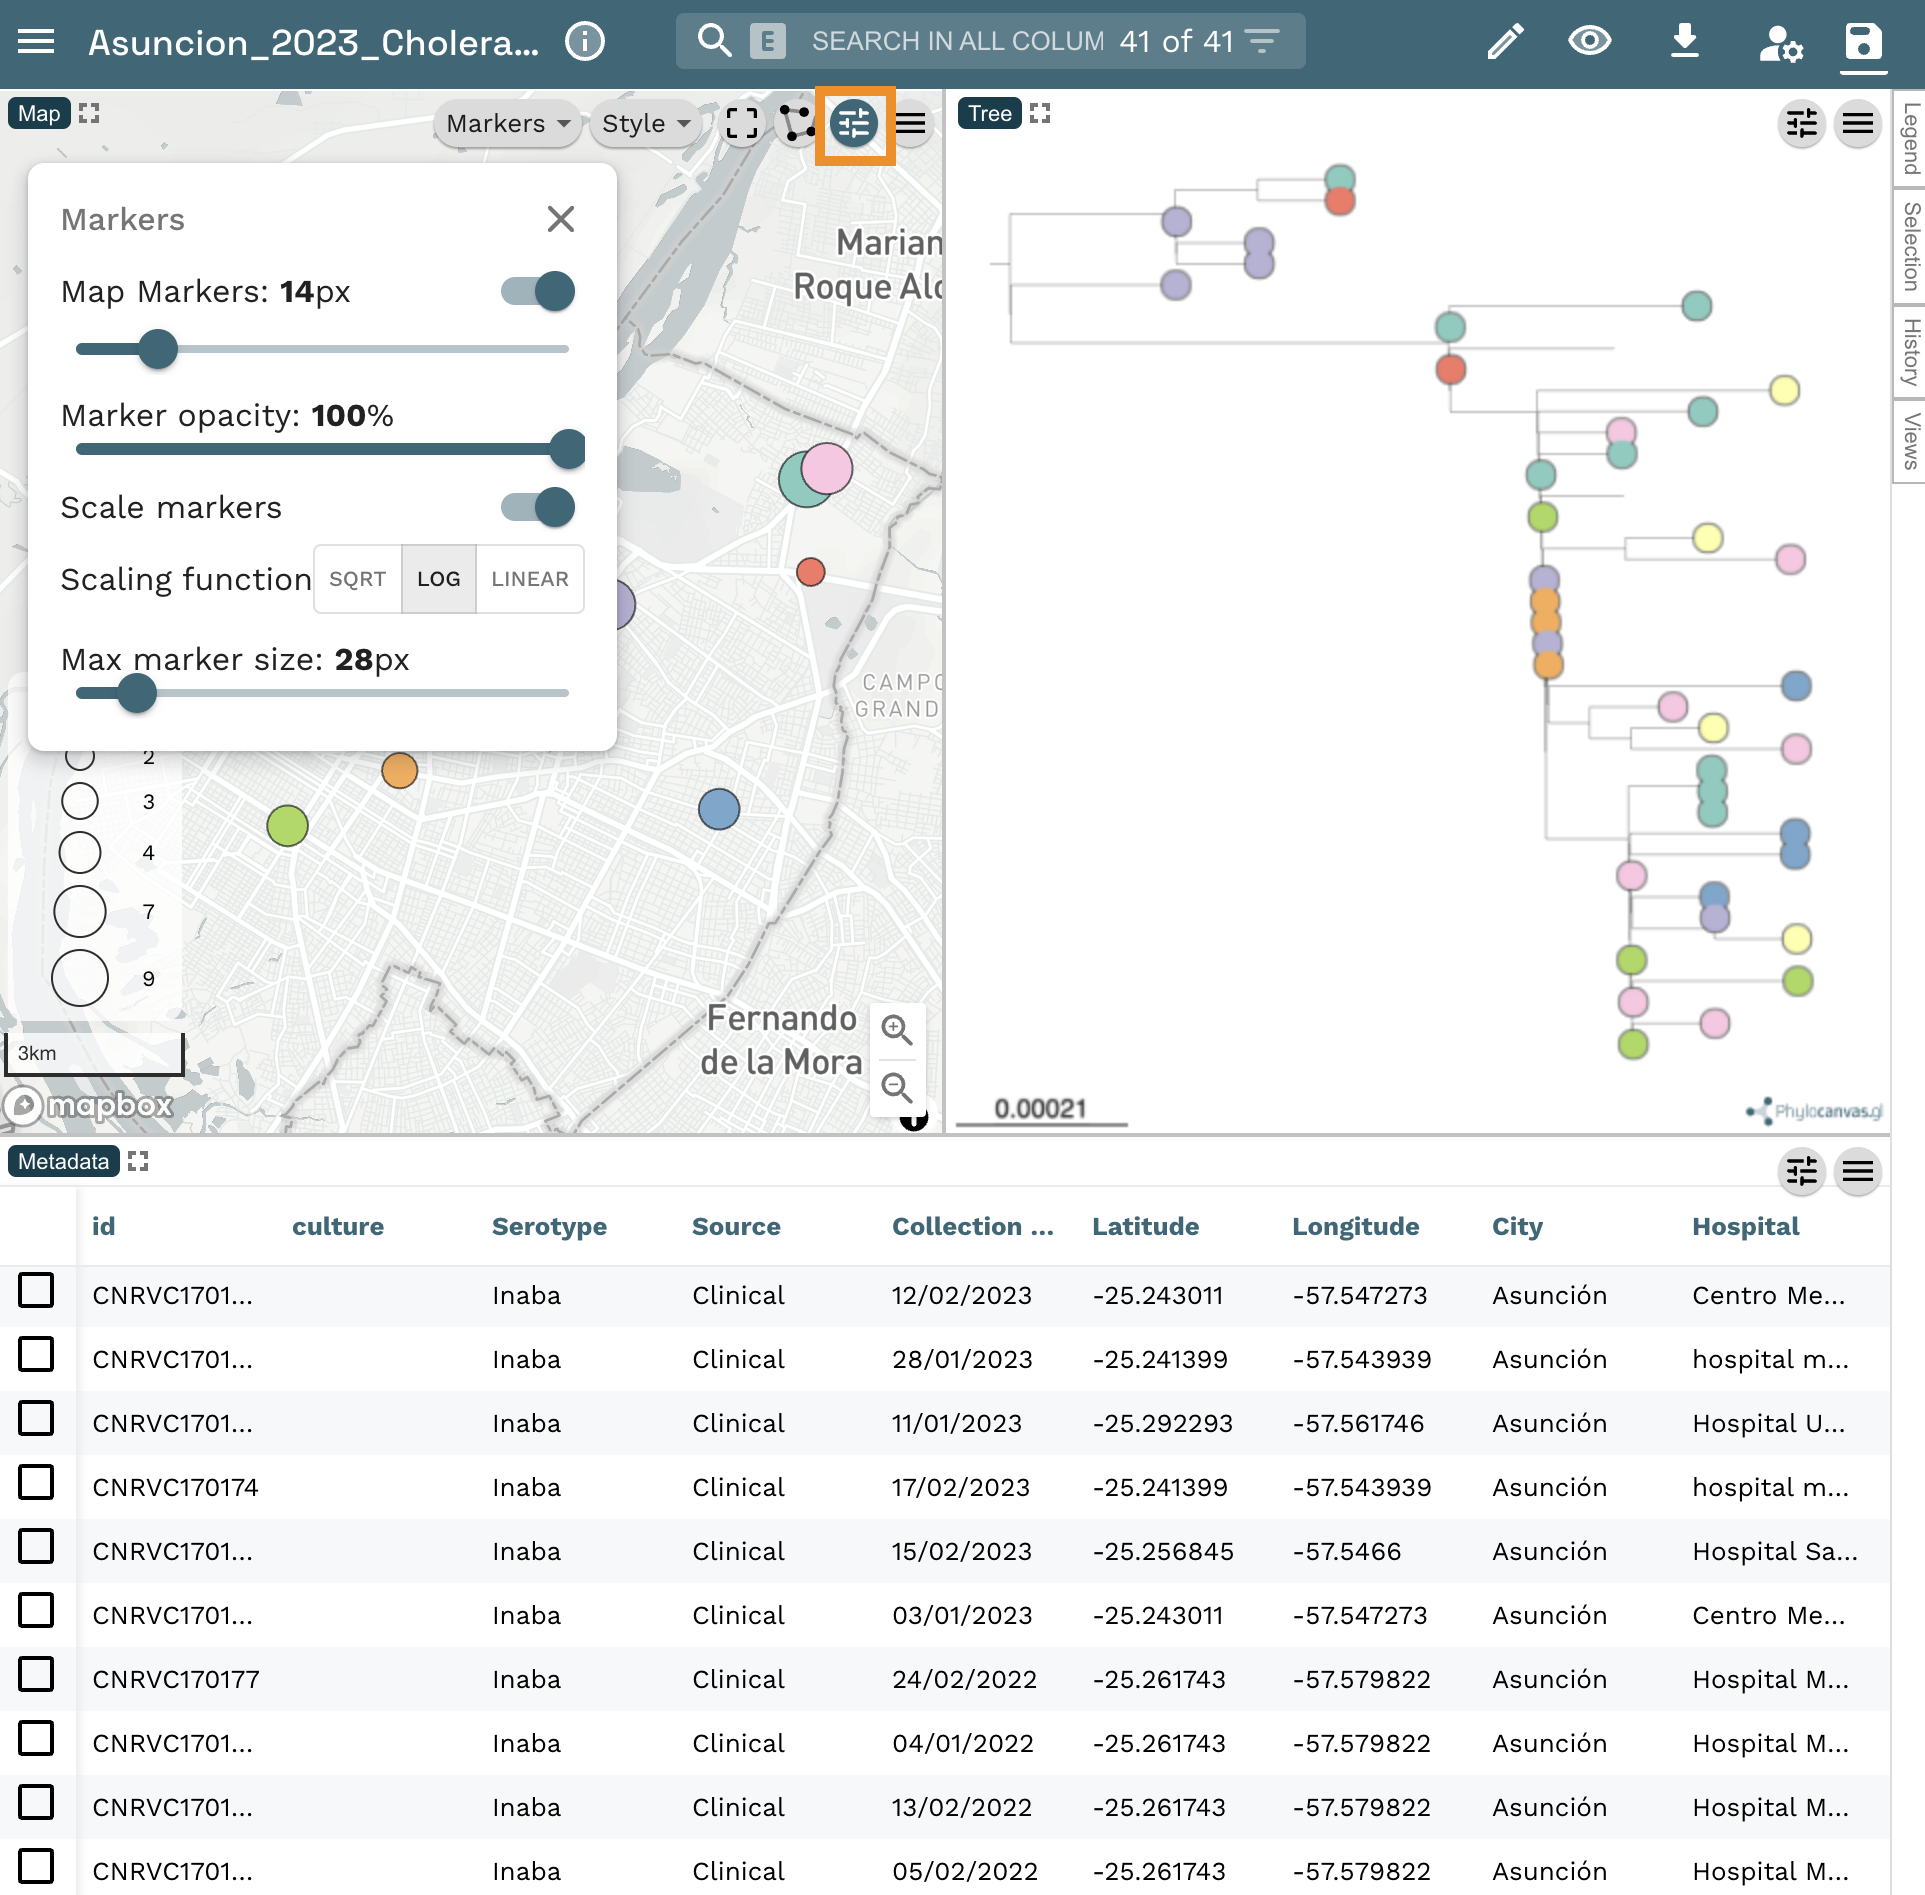 Asuncion_2023_Cholera...
E SEARCH IN ALL COLUM 41 of 41
Map
Markers
Style
Markers
Map Markers: 14px
Marker opacity: 100%
Scale markers
Scaling function SQRT LOG LINEAR
Max marker size: 28px
2
3
4
7
9
3km
mapbox
Marian
Roque Alo
CAMPO
GRAND
Fernando
de la Mora
Tree
0.00021
Phylocanvas.gl
Legend
Selection
History
Views
Metadata
id culture Serotype Source Collection ... Latitude Longitude City Hospital
CNRVC1701... Inaba Clinical 12/02/2023 -25.243011 -57.547273 Asunción Centro Me...
CNRVC1701... Inaba Clinical 28/01/2023 -25.241399 -57.543939 Asunción hospital m...
CNRVC1701... Inaba Clinical 11/01/2023 -25.292293 -57.561746 Asunción Hospital U...
CNRVC170174 Inaba Clinical 17/02/2023 -25.241399 -57.543939 Asunción hospital m...
CNRVC1701... Inaba Clinical 15/02/2023 -25.256845 -57.5466 Asunción Hospital Sa...
CNRVC1701... Inaba Clinical 03/01/2023 -25.243011 -57.547273 Asunción Centro Me...
CNRVC170177 Inaba Clinical 24/02/2022 -25.261743 -57.579822 Asunción Hospital M...
CNRVC1701... Inaba Clinical 04/01/2022 -25.261743 -57.579822 Asunción Hospital M...
CNRVC1701... Inaba Clinical 13/02/2022 -25.261743 -57.579822 Asunción Hospital M...
CNRVC1701... Inaba Clinical 05/02/2022 -25.261743 -57.579822 Asunción Hospital M...